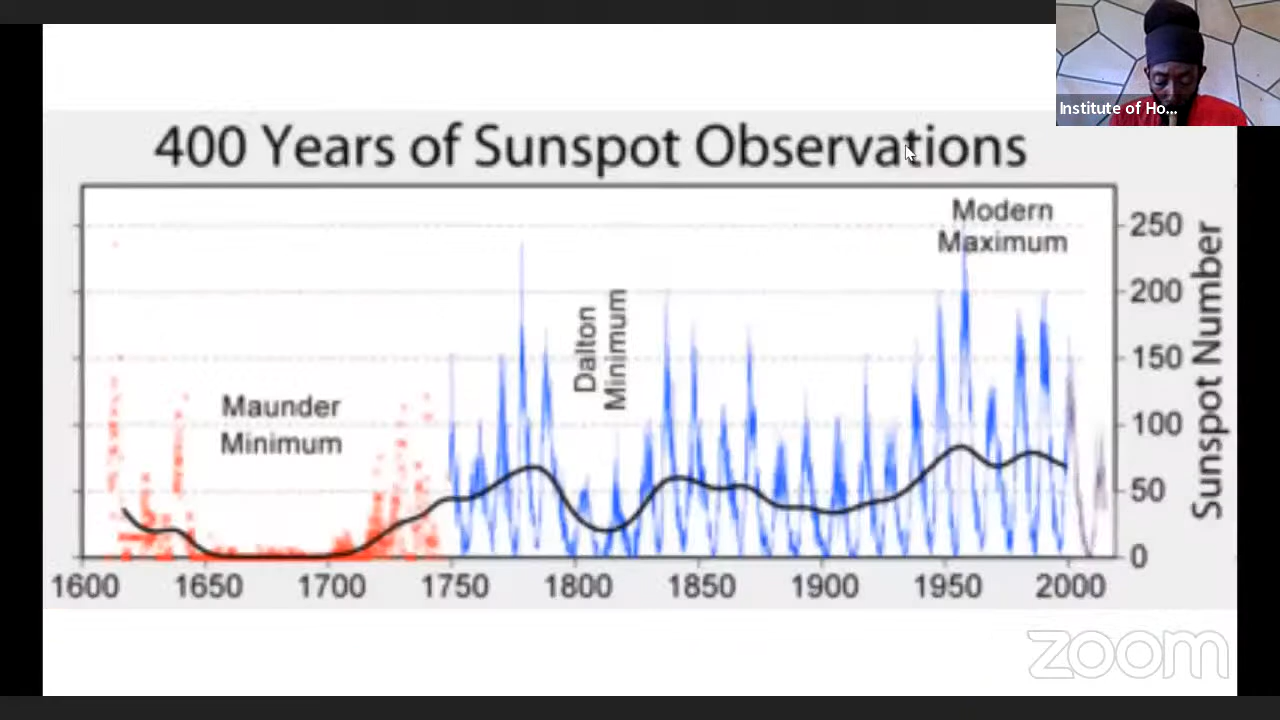 Institute of Ho...
400 Years of Sunspot Observations
Modern
Maximum
Dalton
Minimum
Maunder
Minimum
250
200
150
100
50
0
Sunspot Number
1600 1650 1700 1750 1800 1850 1900 1950 2000
zoom